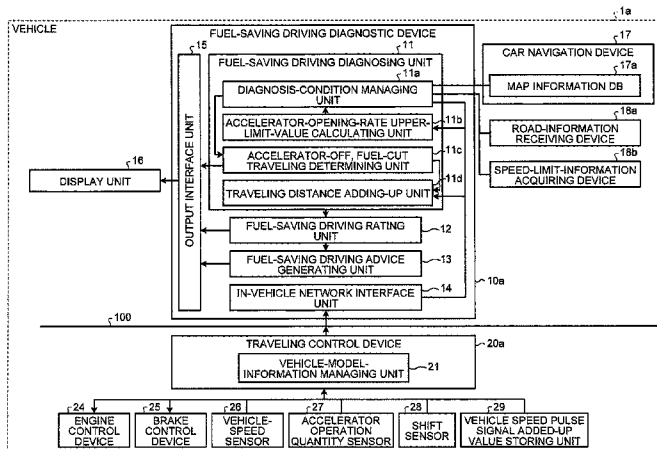 1a
VEHICLE
FUEL-SAVING DRIVING DIAGNOSTIC DEVICE
15
11
FUEL-SAVING DRIVING DIAGNOSING UNIT
11a
DIAGNOSIS-CONDITION MANAGING
UNIT
ACCELERATOR-OPENING-RATE UPPER-
LIMIT-VALUE CALCULATING UNIT
11b
ACCELERATOR-OFF, FUEL-CUT
TRAVELING DETERMINING UNIT
11c
TRAVELING DISTANCE ADDING-UP UNIT
11d
OUTPUT INTERFACE UNIT
17
CAR NAVIGATION DEVICE
17a
MAP INFORMATION DB
18a
ROAD-INFORMATION
RECEIVING DEVICE
18b
SPEED-LIMIT-INFORMATION
ACQUIRING DEVICE
16
DISPLAY UNIT
FUEL-SAVING DRIVING RATING
UNIT
12
FUEL-SAVING DRIVING ADVICE
GENERATING UNIT
13
IN-VEHICLE NETWORK INTERFACE
UNIT
14
10a
100
TRAVELING CONTROL DEVICE
20a
VEHICLE-MODEL-
INFORMATION MANAGING UNIT
21
24
ENGINE
CONTROL
DEVICE
25
BRAKE
CONTROL
DEVICE
26
VEHICLE-
SPEED
SENSOR
27
ACCELERATOR
OPERATION
QUANTITY SENSOR
28
SHIFT
SENSOR
29
VEHICLE SPEED PULSE
SIGNAL ADDED-UP
VALUE STORING UNIT